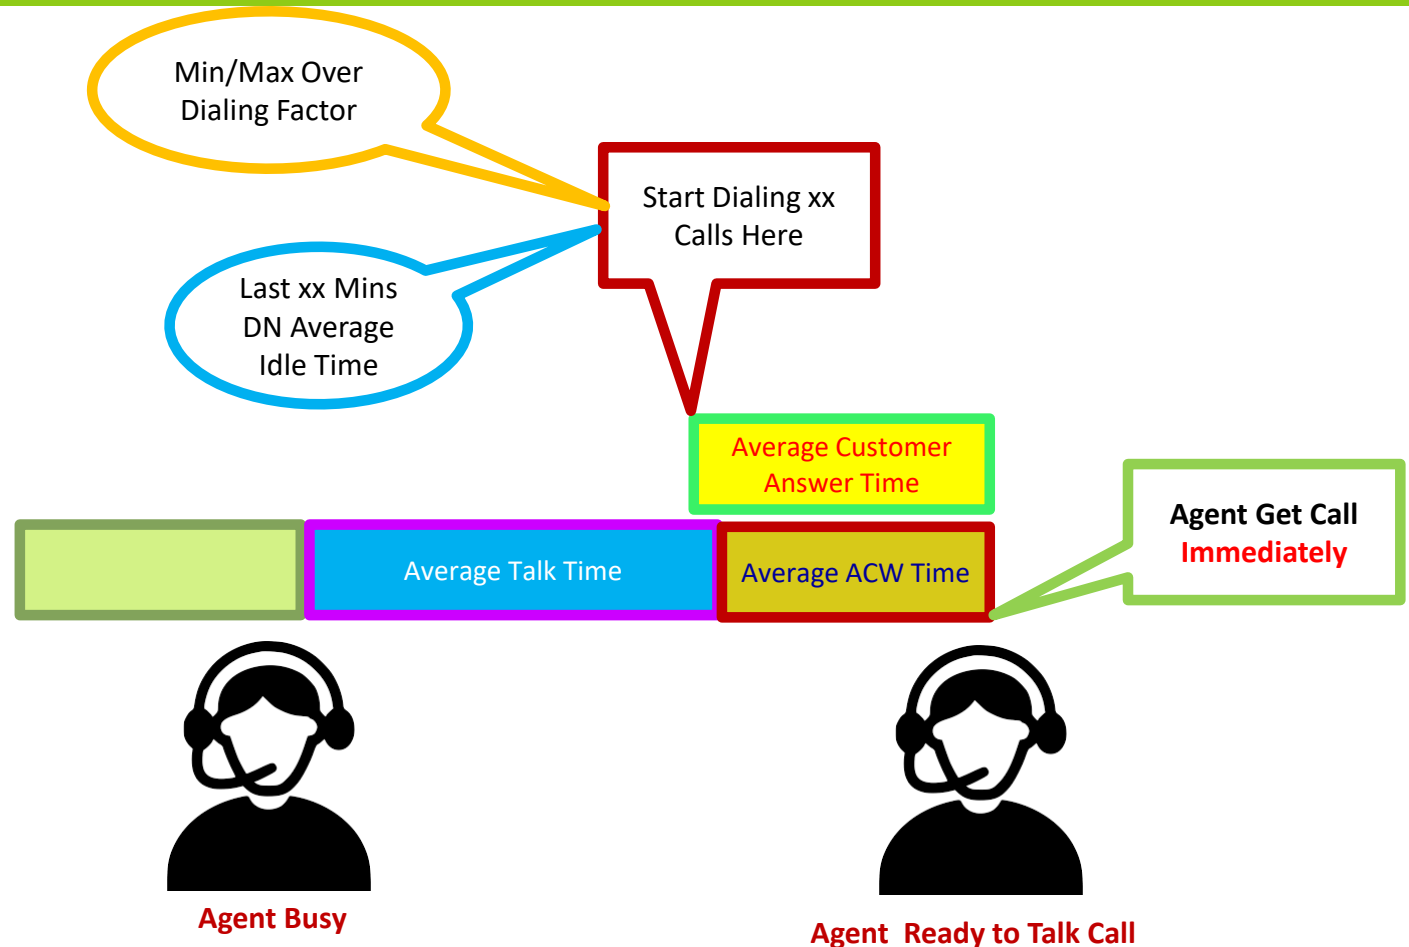 Min/Max Over
Dialing Factor
Start Dialing xx
Calls Here
Last xx Mins
DN Average
Idle Time
Average Customer
Answer Time
Agent Get Call
Immediately
Average Talk Time
Average ACW Time
Agent Busy
Agent  Ready to Talk Call